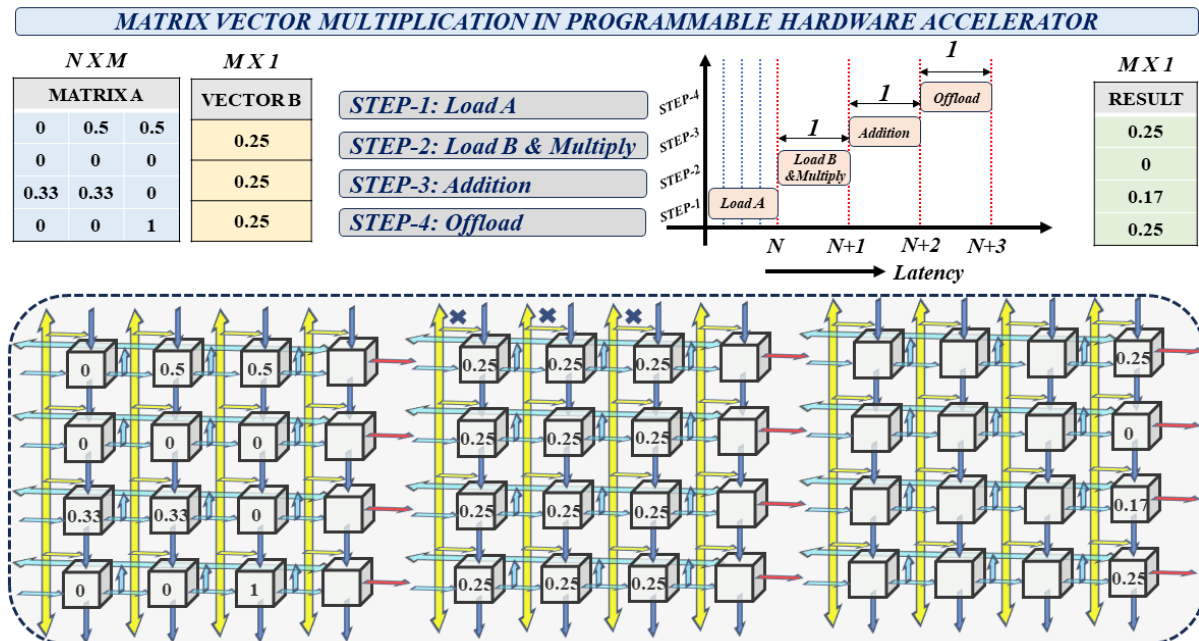 MATRIX VECTOR MULTIPLICATION IN PROGRAMMABLE HARDWARE ACCELERATOR
N X M
MATRIX A
0 0.5 0.5
0 0 0
0.33 0.33 0
0 0 1
M X 1
VECTOR B
0.25
0.25
0.25
STEP-1: Load A
STEP-2: Load B & Multiply
STEP-3: Addition
STEP-4: Offload
STEP-4
STEP-3
STEP-2
STEP-1
1
Offload
1
Addition
1
Load B
&Multiply
Load A
N N+1 N+2 N+3
Latency
M X 1
RESULT
0.25
0
0.17
0.25
0 0.5 0.5 0.25 0.25 0.25 0.25
0 0 0 0.25 0.25 0.25 0
0.33 0.33 0 0.25 0.25 0.25 0.17
0 0 1 0.25 0.25 0.25 0.25